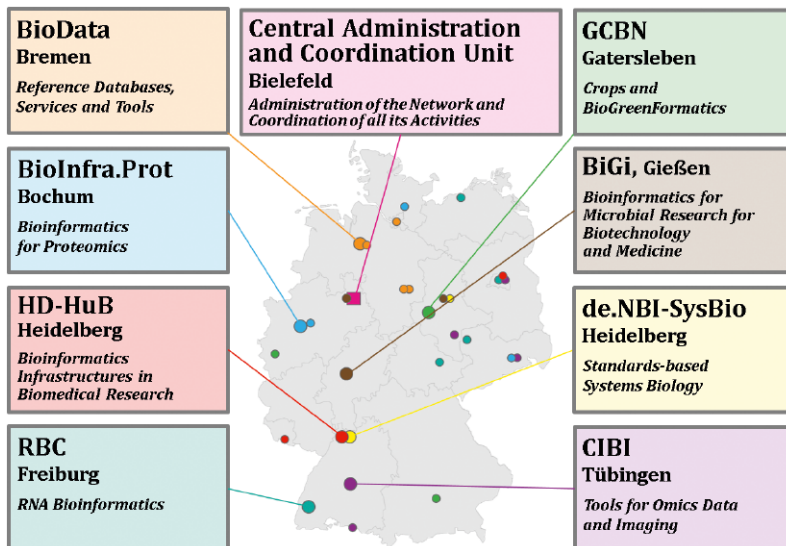 BioData
Bremen
Reference Databases,
Services and Tools
Central Administration
and Coordination Unit
Bielefeld
Administration of the Network and
Coordination of all its Activities
GCBN
Gatersleben
Crops and
BioGreenFormatics
BioInfra.Prot
Bochum
Bioinformatics
for Proteomics
BiGi, Gießen
Bioinformatics for
Microbial Research for
Biotechnology
and Medicine
HD-HuB
Heidelberg
Bioinformatics
Infrastructures in
Biomedical Research
de.NBI-SysBio
Heidelberg
Standards-based
Systems Biology
RBC
Freiburg
RNA Bioinformatics
CIBI
Tübingen
Tools for Omics Data
and Imaging